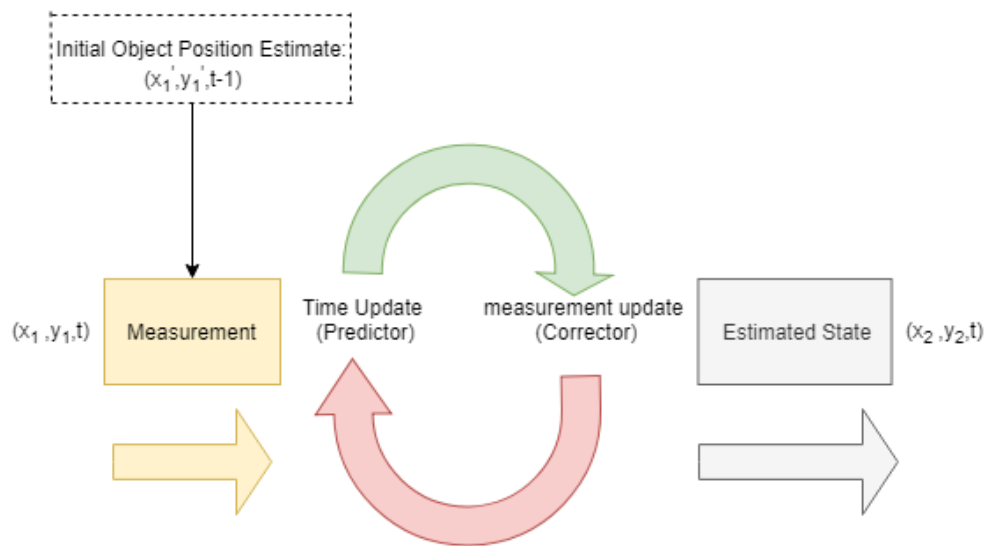 Initial Object Position Estimate:
(x₁',y₁',t-1)
(x₁ ,y₁,t)
Measurement
Time Update
(Predictor)
measurement update
(Corrector)
Estimated State
(x₂ ,y₂,t)